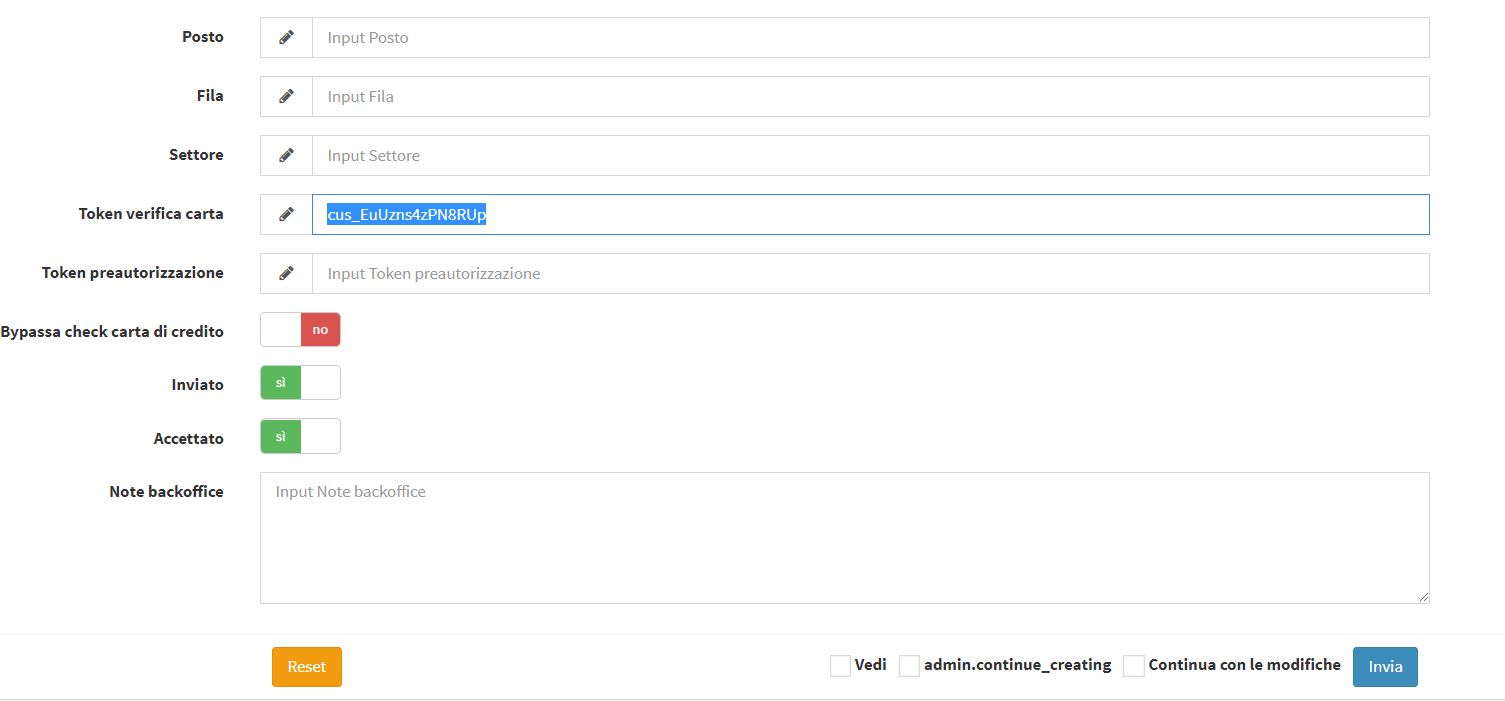 Posto
Input Posto
Fila
Input Fila
Settore
Input Settore
Token verifica carta
cus_EuUzns4zPN8RUp
Token preautorizzazione
Input Token preautorizzazione
Bypassa check carta di credito
no
Inviato
sì
Accettato
sì
Note backoffice
Input Note backoffice
Reset
Vedi
admin.continue_creating
Continua con le modifiche
Invia